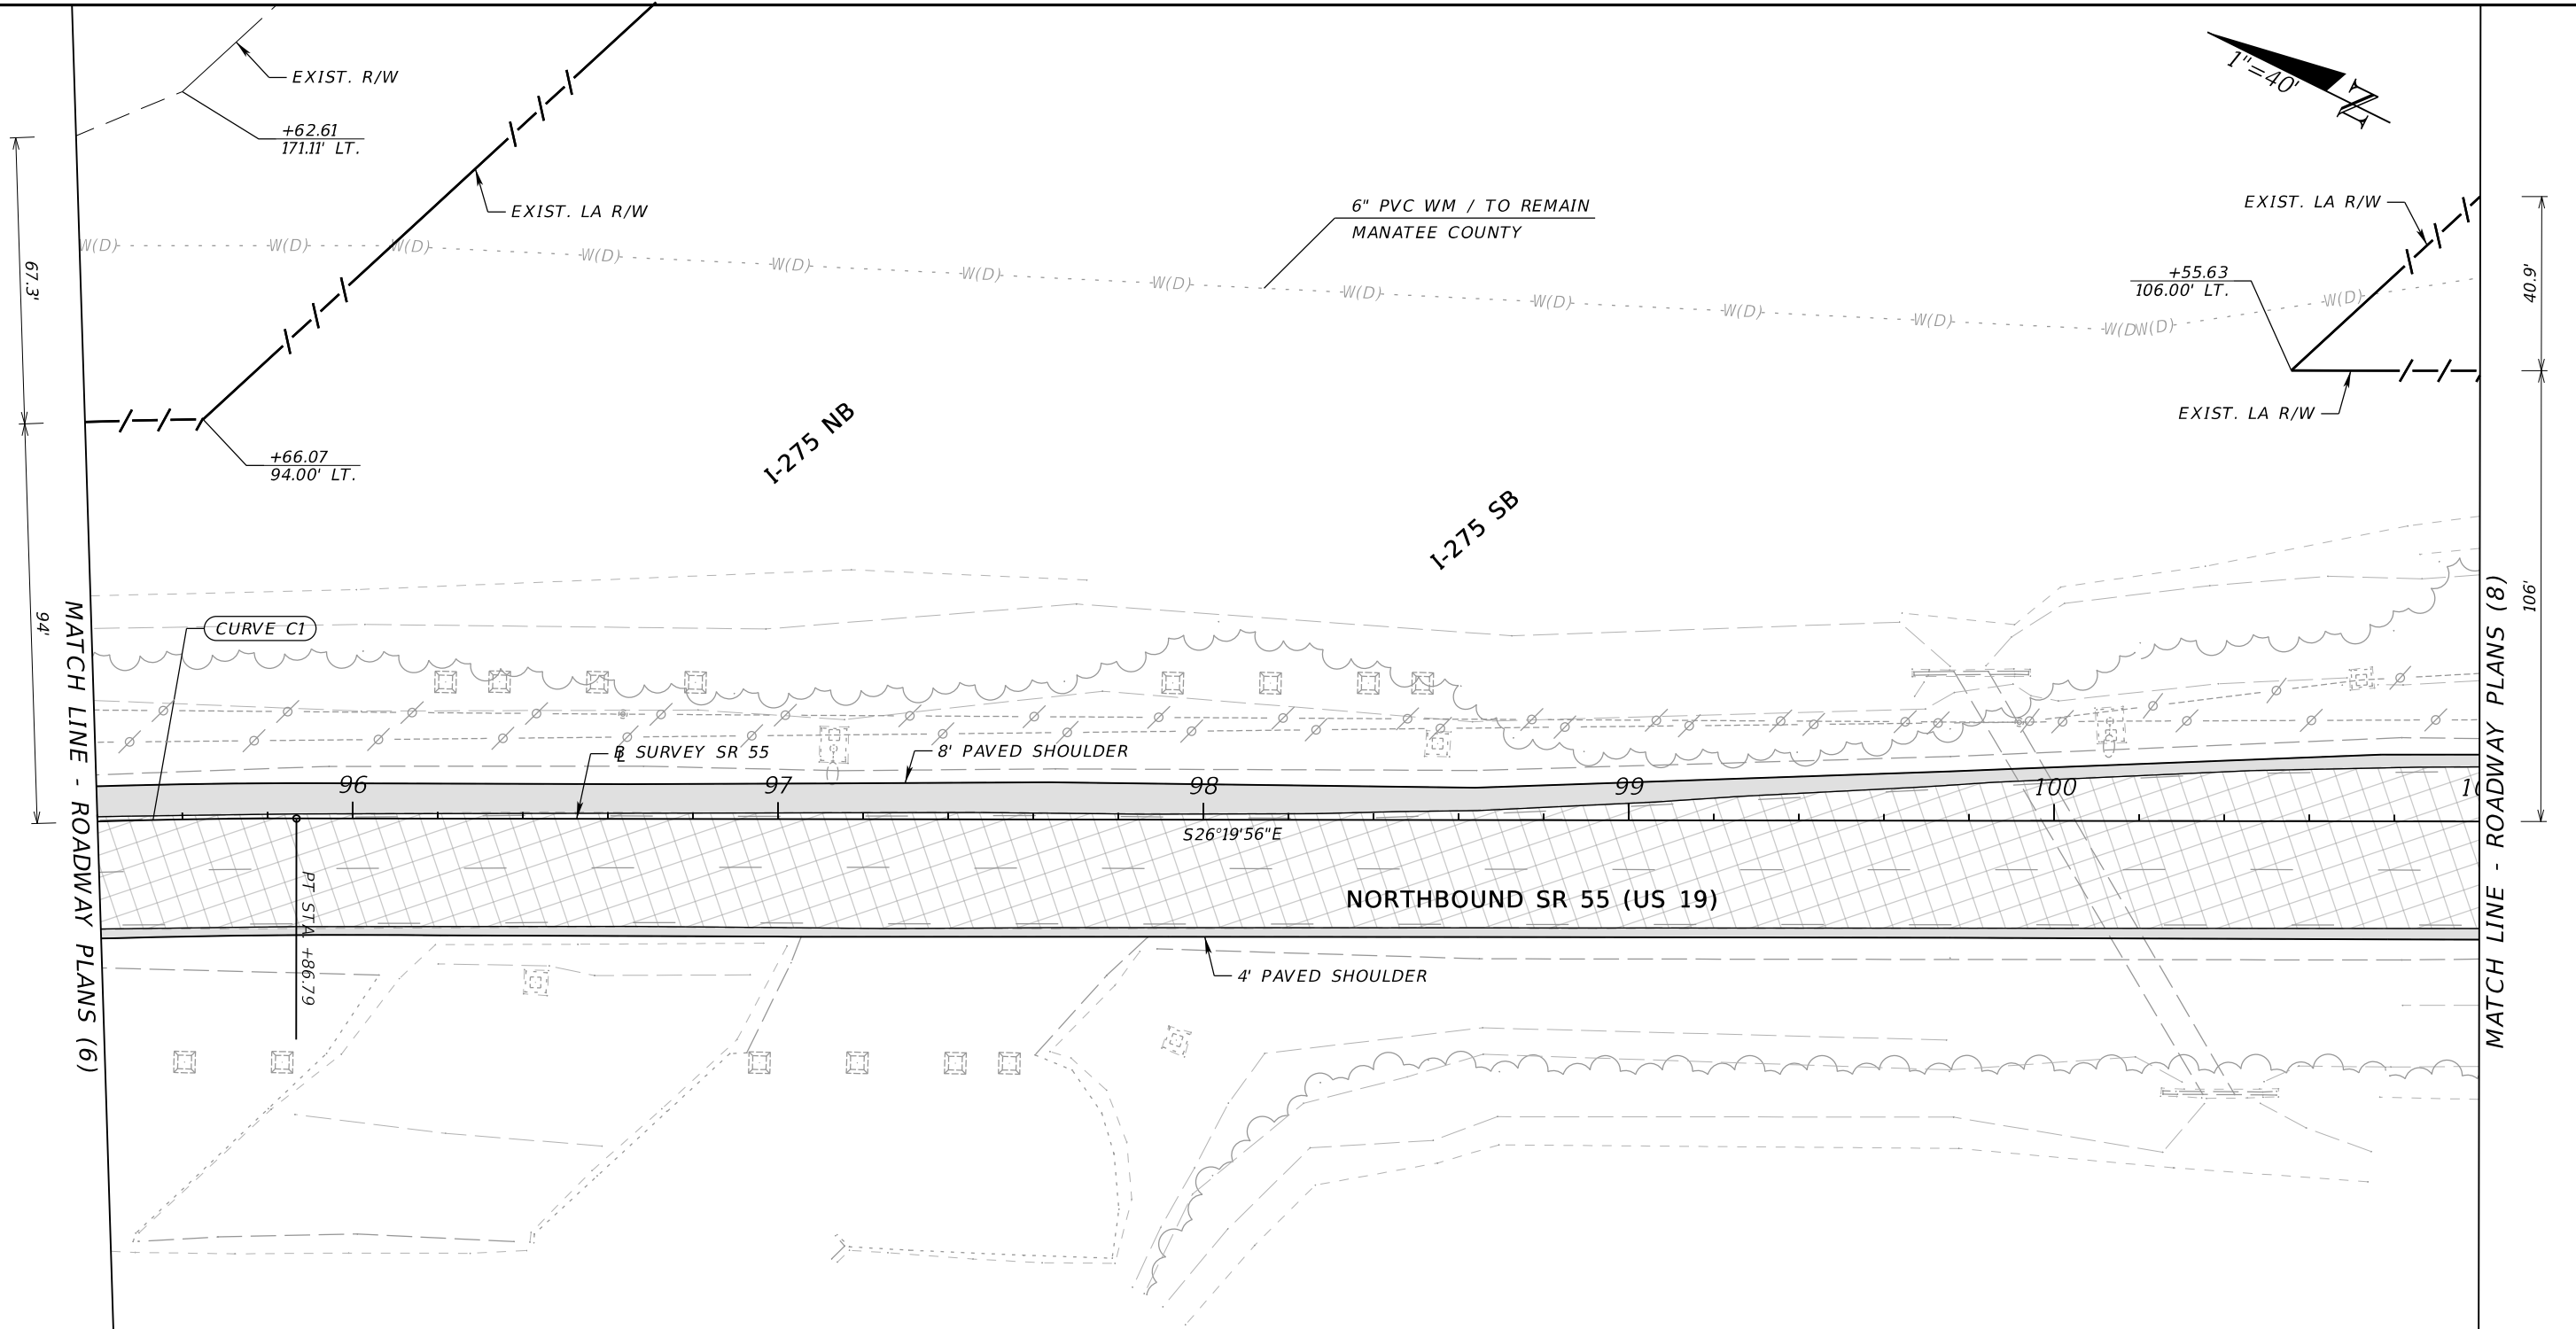 EXIST. R/W
+62.61
171.11' LT.
EXIST. LA R/W
67.3'
W(D) W(D) W(D) W(D) W(D) W(D) W(D) W(D) W(D) W(D) W(D) W(D) W(D) W(D)
6" PVC WM / TO REMAIN
MANATEE COUNTY
1"=40'
N
EXIST. LA R/W
+55.63
106.00' LT.
40.9'
EXIST. LA R/W
+66.07
94.00' LT.
I-275 NB
I-275 SB
94'
CURVE C1
106'
MATCH LINE - ROADWAY PLANS (6)
MATCH LINE - ROADWAY PLANS (8)
BL SURVEY SR 55
8' PAVED SHOULDER
96 97 98 99 100 10
S26°19'56"E
PT STA. +86.79
NORTHBOUND SR 55 (US 19)
4' PAVED SHOULDER